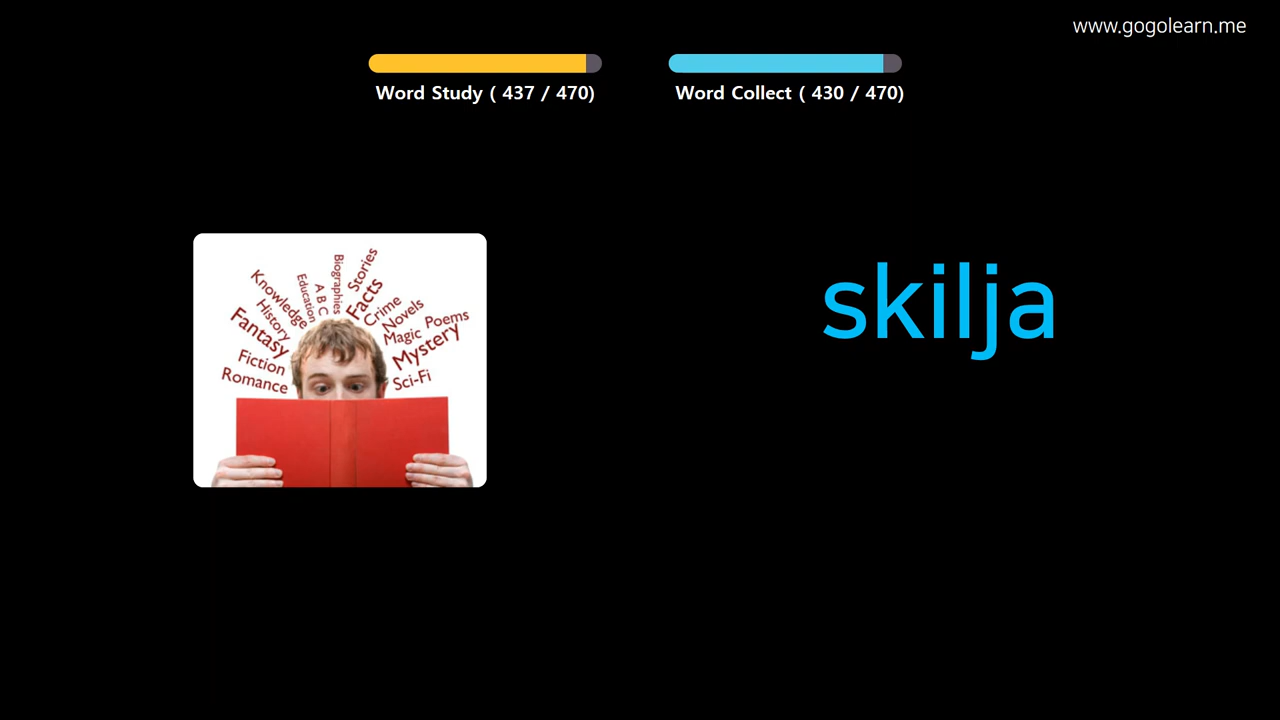 www.gogolearn.me
Word Study ( 437 / 470)
Word Collect ( 430 / 470)
skilja
Stories
Biographies
Facts
A B C
Education
Knowledge
Crime
History
Novels
Poems
Fantasy
Magic
Mystery
Fiction
Romance
Sci-Fi